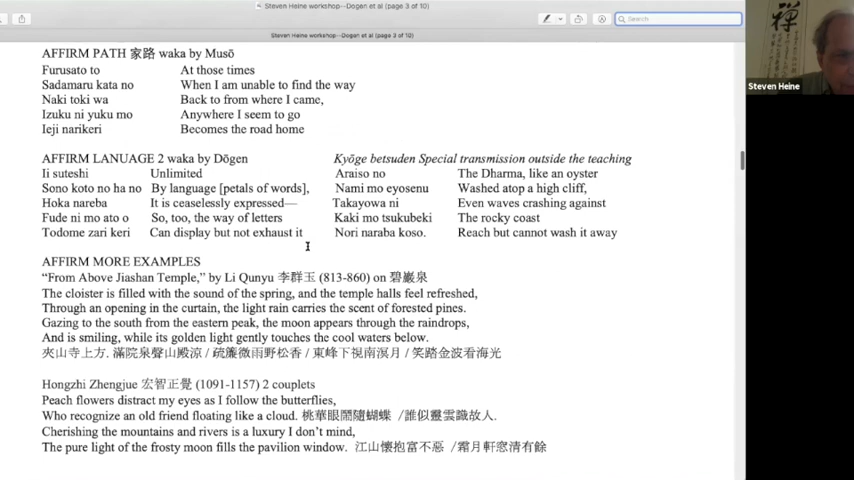 Steven Heine workshop--Dogen et al (page 3 of 10)
Search
Steven Heine workshop--Dogen et al (page 3 of 10)
禅
Steven Heine
AFFIRM PATH 家路 waka by Musō
Furusato to At those times
Sadamaru kata no When I am unable to find the way
Naki toki wa Back to from where I came,
Izuku ni yuku mo Anywhere I seem to go
Ieji narikeri Becomes the road home
AFFIRM LANUAGE 2 waka by Dōgen
Ii suteshi Unlimited
Sono koto no ha no By language [petals of words],
Hoka nareba It is ceaselessly expressed—
Fude ni mo ato o So, too, the way of letters
Todome zari keri Can display but not exhaust it
Kyōge betsuden Special transmission outside the teaching
Araiso no The Dharma, like an oyster
Nami mo eyosenu Washed atop a high cliff,
Takayowa ni Even waves crashing against
Kaki mo tsukubeki The rocky coast
Nori naraba koso. Reach but cannot wash it away
AFFIRM MORE EXAMPLES
“From Above Jiashan Temple,” by Li Qunyu 李群玉 (813-860) on 碧巖泉
The cloister is filled with the sound of the spring, and the temple halls feel refreshed,
Through an opening in the curtain, the light rain carries the scent of forested pines.
Gazing to the south from the eastern peak, the moon appears through the raindrops,
And is smiling, while its golden light gently touches the cool waters below.
夾山寺上方. 滿院泉聲山殿涼 / 疏簾微雨野松香 / 東峰下視南溟月 / 笑踏金波看海光
Hongzhi Zhengjue 宏智正覺 (1091-1157) 2 couplets
Peach flowers distract my eyes as I follow the butterflies,
Who recognize an old friend floating like a cloud. 桃華眼鬧隨蝴蝶 /誰似靈雲識故人.
Cherishing the mountains and rivers is a luxury I don’t mind,
The pure light of the frosty moon fills the pavilion window. 江山懷抱富不惡 /霜月軒窓清有餘